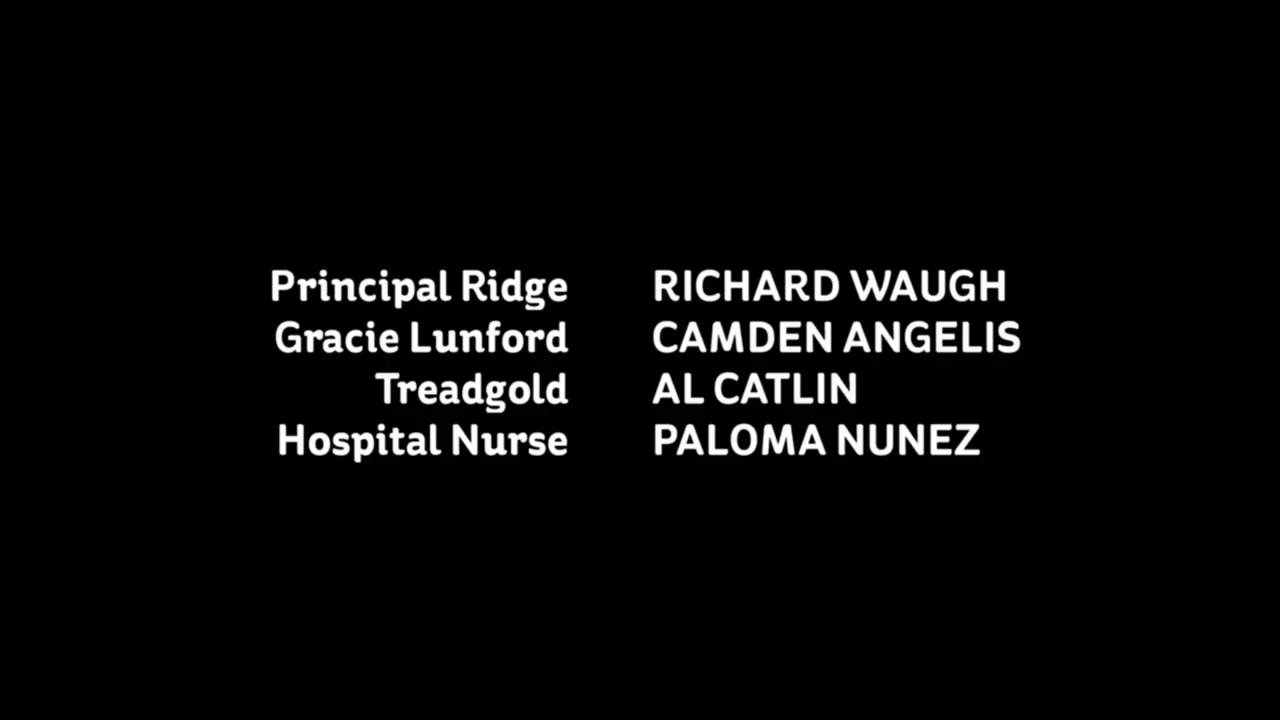 Principal Ridge RICHARD WAUGH
Gracie Lunford CAMDEN ANGELIS
Treadgold AL CATLIN
Hospital Nurse PALOMA NUNEZ